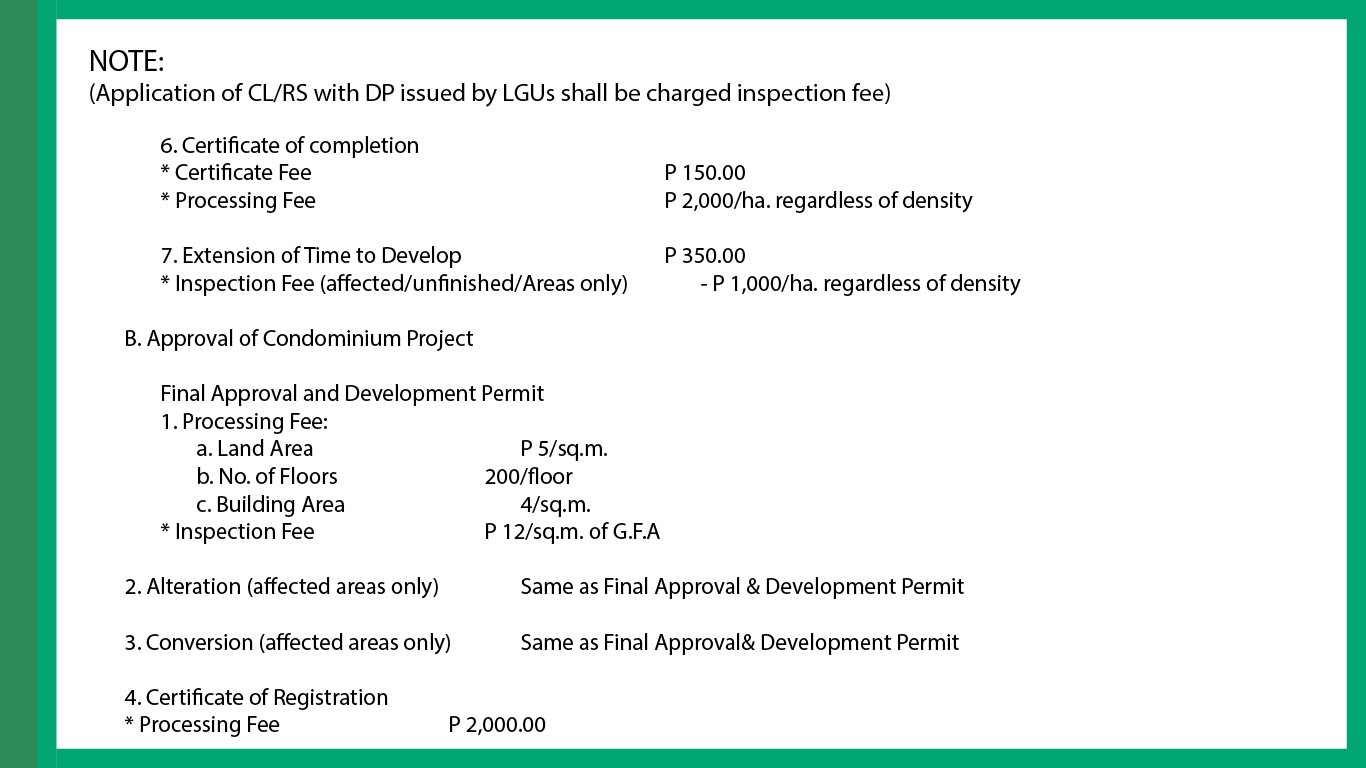 NOTE:
(Application of CL/RS with DP issued by LGUs shall be charged inspection fee)
6. Certificate of completion
* Certificate Fee P 150.00
* Processing Fee P 2,000/ha. regardless of density
7. Extension of Time to Develop P 350.00
* Inspection Fee (affected/unfinished/Areas only) - P 1,000/ha. regardless of density
B. Approval of Condominium Project
Final Approval and Development Permit
1. Processing Fee:
a. Land Area P 5/sq.m.
b. No. of Floors 200/floor
c. Building Area 4/sq.m.
* Inspection Fee P 12/sq.m. of G.F.A
2. Alteration (affected areas only) Same as Final Approval & Development Permit
3. Conversion (affected areas only) Same as Final Approval& Development Permit
4. Certificate of Registration
* Processing Fee P 2,000.00